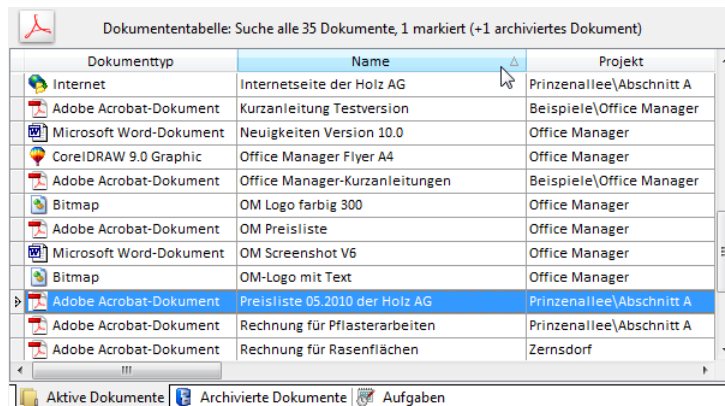 Dokumententabelle: Suche alle 35 Dokumente, 1 markiert (+1 archiviertes Dokument)
Dokumenttyp Name Projekt
Internet Internetseite der Holz AG Prinzenallee\Abschnitt A
Adobe Acrobat-Dokument Kurzanleitung Testversion Beispiele\Office Manager
Microsoft Word-Dokument Neuigkeiten Version 10.0 Office Manager
CorelDRAW 9.0 Graphic Office Manager Flyer A4 Office Manager
Adobe Acrobat-Dokument Office Manager-Kurzanleitungen Beispiele\Office Manager
Bitmap OM Logo farbig 300 Office Manager
Adobe Acrobat-Dokument OM Preisliste Office Manager
Microsoft Word-Dokument OM Screenshot V6 Office Manager
Bitmap OM-Logo mit Text Office Manager
Adobe Acrobat-Dokument Preisliste 05.2010 der Holz AG Prinzenallee\Abschnitt A
Adobe Acrobat-Dokument Rechnung für Pflasterarbeiten Prinzenallee\Abschnitt A
Adobe Acrobat-Dokument Rechnung für Rasenflächen Zernsdorf
Aktive Dokumente Archivierte Dokumente Aufgaben